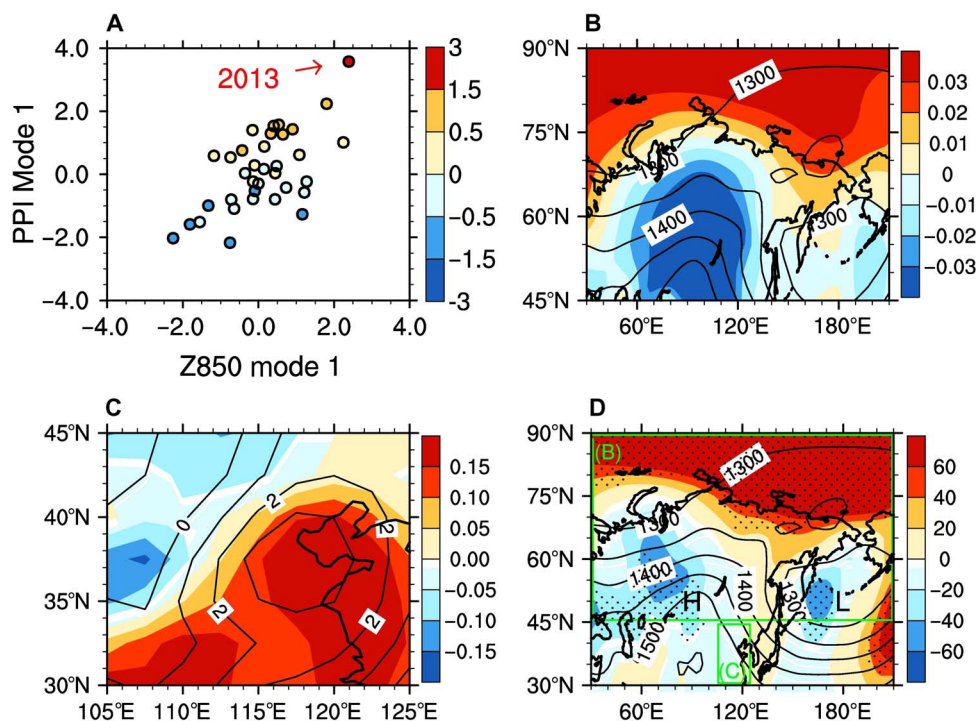 A
4.0
2.0
0.0
−2.0
−4.0
−4.0 −2.0 0.0 2.0 4.0
PPI Mode 1
Z850 mode 1
2013
3
1.5
0.5
0
−0.5
−1.5
−3
B
90°N
75°N
60°N
45°N
60°E 120°E 180°E
1300
1300
1400
1300
0.03
0.02
0.01
0
−0.01
−0.02
−0.03
C
45°N
40°N
35°N
30°N
105°E 110°E 115°E 120°E 125°E
0
2
2
2
2
0.15
0.10
0.05
0.00
−0.05
−0.10
−0.15
D
90°N
75°N
60°N
45°N
30°N
60°E 120°E 180°E
(B)
1300
1300
1400
1400
1300
1500
H
L
(C)
60
40
20
0
−20
−40
−60